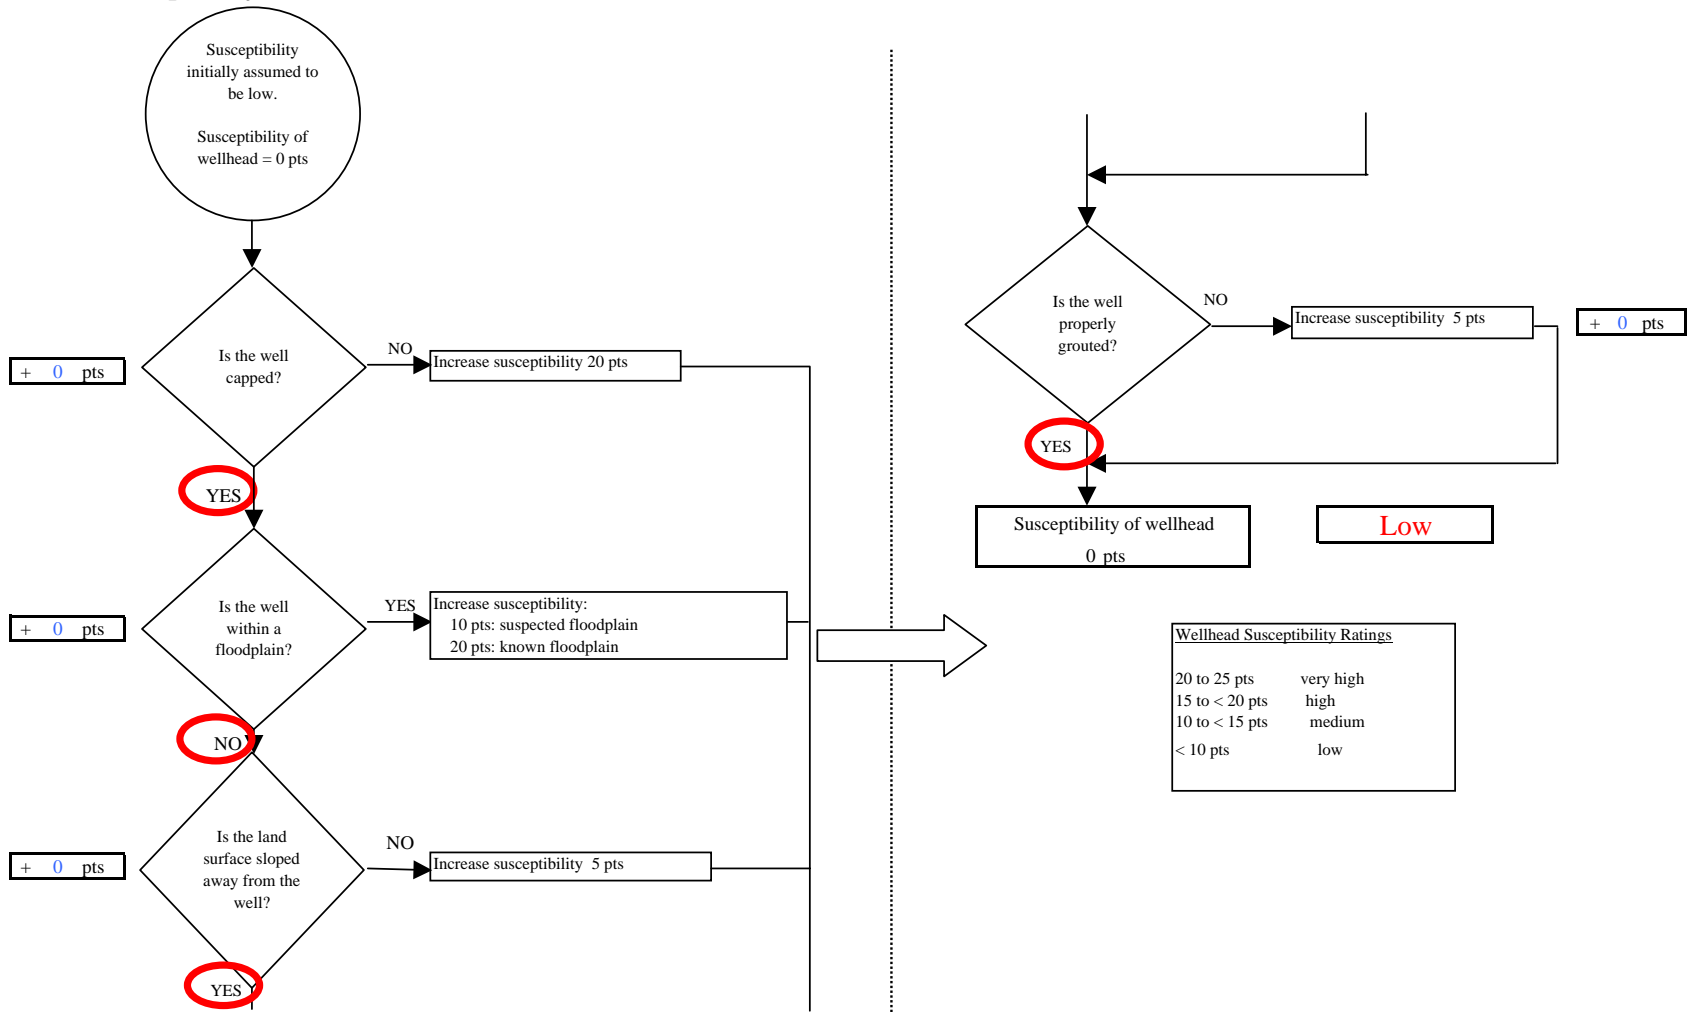 Susceptibility
initially assumed to
be low.
Susceptibility of
wellhead = 0 pts
Is the well
capped?
NO
Increase susceptibility 20 pts
+ 0 pts
YES
Is the well
within a
floodplain?
YES
Increase susceptibility:
10 pts: suspected floodplain
20 pts: known floodplain
+ 0 pts
NO
Is the land
surface sloped
away from the
well?
NO
Increase susceptibility 5 pts
+ 0 pts
YES
Is the well
properly
grouted?
NO
Increase susceptibility 5 pts
+ 0 pts
YES
Susceptibility of wellhead
0 pts
Low
Wellhead Susceptibility Ratings
20 to 25 pts very high
15 to < 20 pts high
10 to < 15 pts medium
< 10 pts low